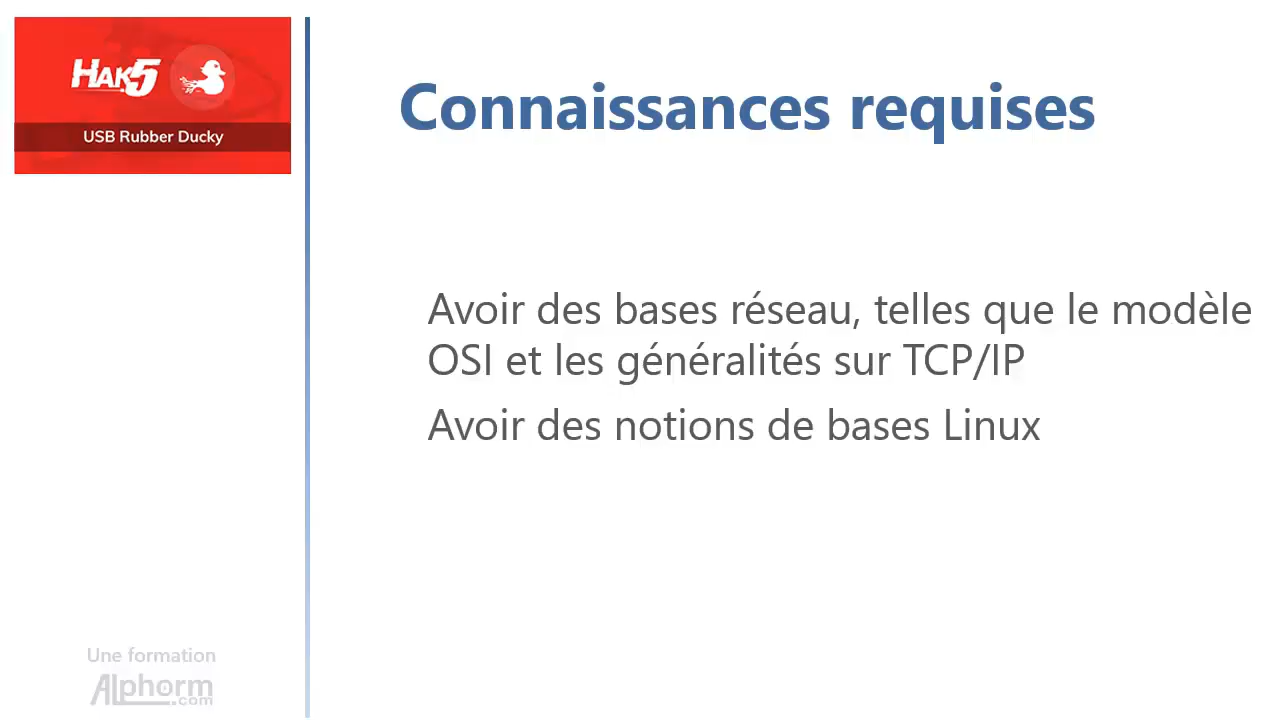 HAK5
USB Rubber Ducky
Connaissances requises
Avoir des bases réseau, telles que le modèle
OSI et les généralités sur TCP/IP
Avoir des notions de bases Linux
Une formation
Alphorm
.com